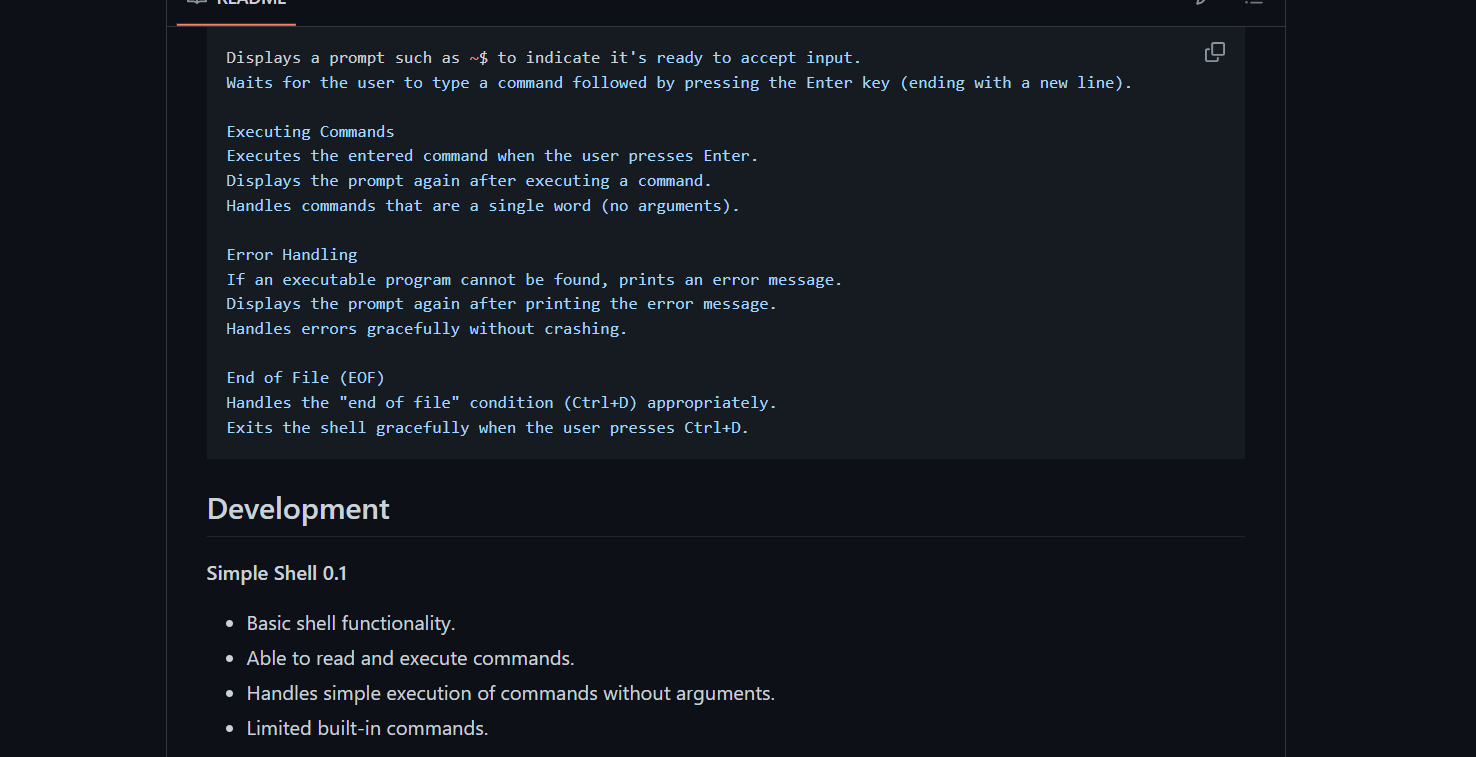 README
Displays a prompt such as ~$ to indicate it's ready to accept input.
Waits for the user to type a command followed by pressing the Enter key (ending with a new line).
Executing Commands
Executes the entered command when the user presses Enter.
Displays the prompt again after executing a command.
Handles commands that are a single word (no arguments).
Error Handling
If an executable program cannot be found, prints an error message.
Displays the prompt again after printing the error message.
Handles errors gracefully without crashing.
End of File (EOF)
Handles the "end of file" condition (Ctrl+D) appropriately.
Exits the shell gracefully when the user presses Ctrl+D.
Development
Simple Shell 0.1
• Basic shell functionality.
• Able to read and execute commands.
• Handles simple execution of commands without arguments.
• Limited built-in commands.